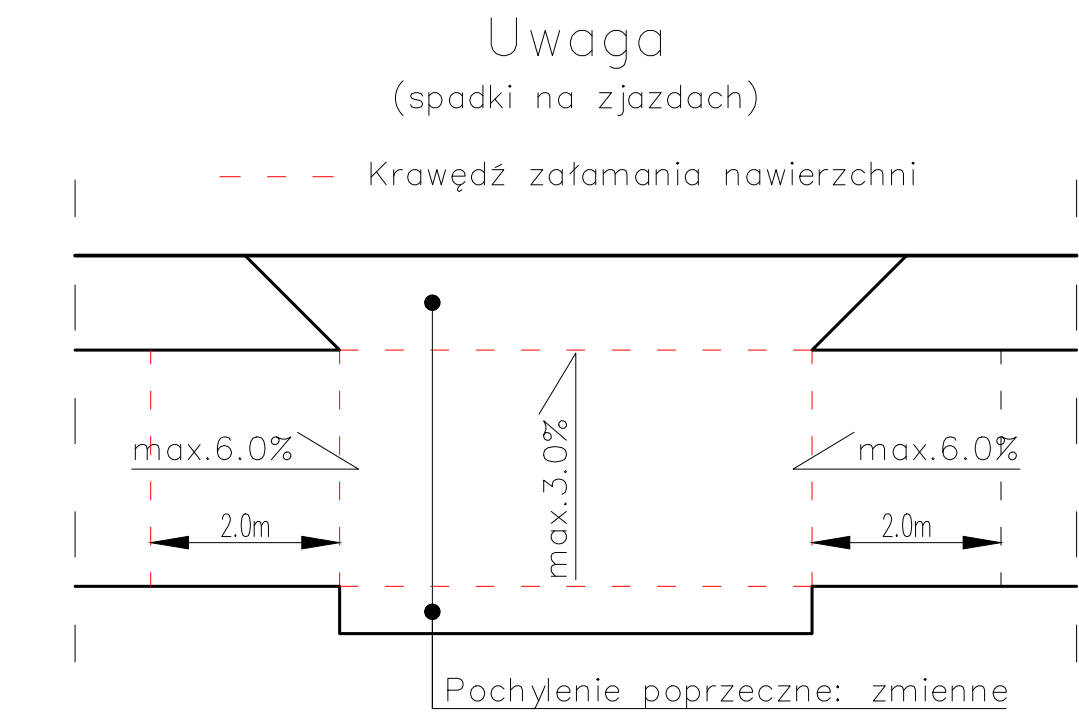 Uwaga
(spadki na zjazdach)
Krawędź załamania nawierzchni
max.6.0%
max.3.0%
max.6.0%
2.0m
2.0m
Pochylenie poprzeczne: zmienne